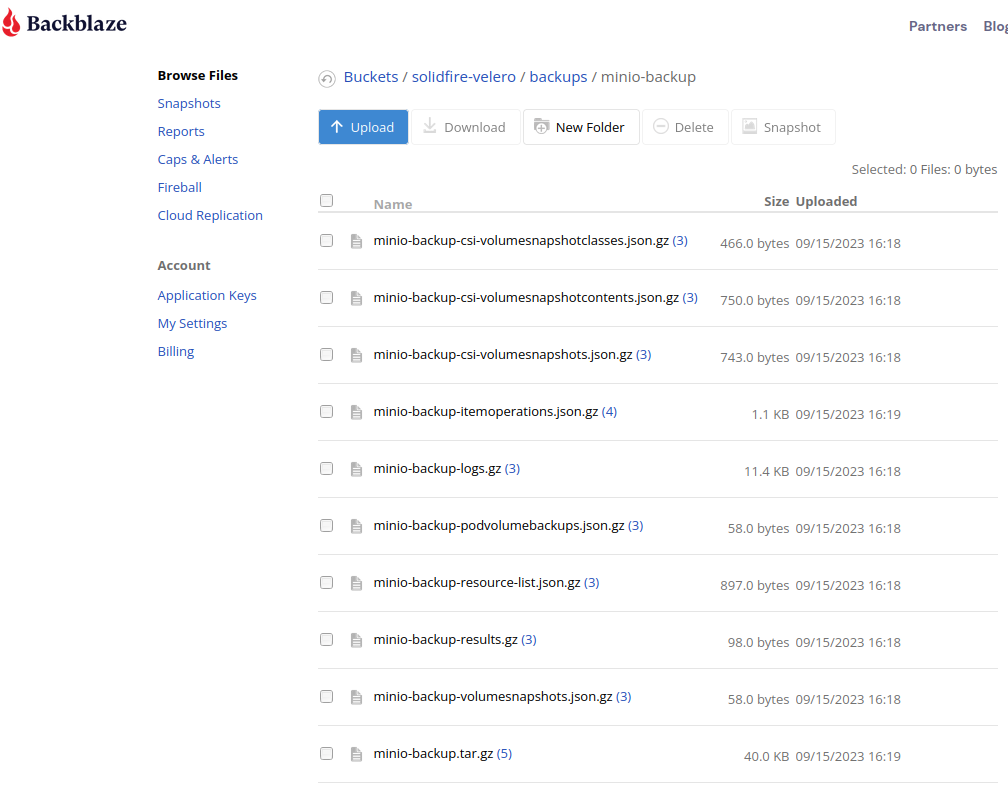 Backblaze
Partners Blog
Browse Files
Snapshots
Reports
Caps & Alerts
Fireball
Cloud Replication
Account
Application Keys
My Settings
Billing
Buckets / solidfire-velero / backups / minio-backup
Upload Download New Folder Delete Snapshot
Selected: 0 Files: 0 bytes
Name Size Uploaded
minio-backup-csi-volumesnapshotclasses.json.gz (3) 466.0 bytes 09/15/2023 16:18
minio-backup-csi-volumesnapshotcontents.json.gz (3) 750.0 bytes 09/15/2023 16:18
minio-backup-csi-volumesnapshots.json.gz (3) 743.0 bytes 09/15/2023 16:18
minio-backup-itemoperations.json.gz (4) 1.1 KB 09/15/2023 16:19
minio-backup-logs.gz (3) 11.4 KB 09/15/2023 16:18
minio-backup-podvolumebackups.json.gz (3) 58.0 bytes 09/15/2023 16:18
minio-backup-resource-list.json.gz (3) 897.0 bytes 09/15/2023 16:18
minio-backup-results.gz (3) 98.0 bytes 09/15/2023 16:18
minio-backup-volumesnapshots.json.gz (3) 58.0 bytes 09/15/2023 16:18
minio-backup.tar.gz (5) 40.0 KB 09/15/2023 16:19